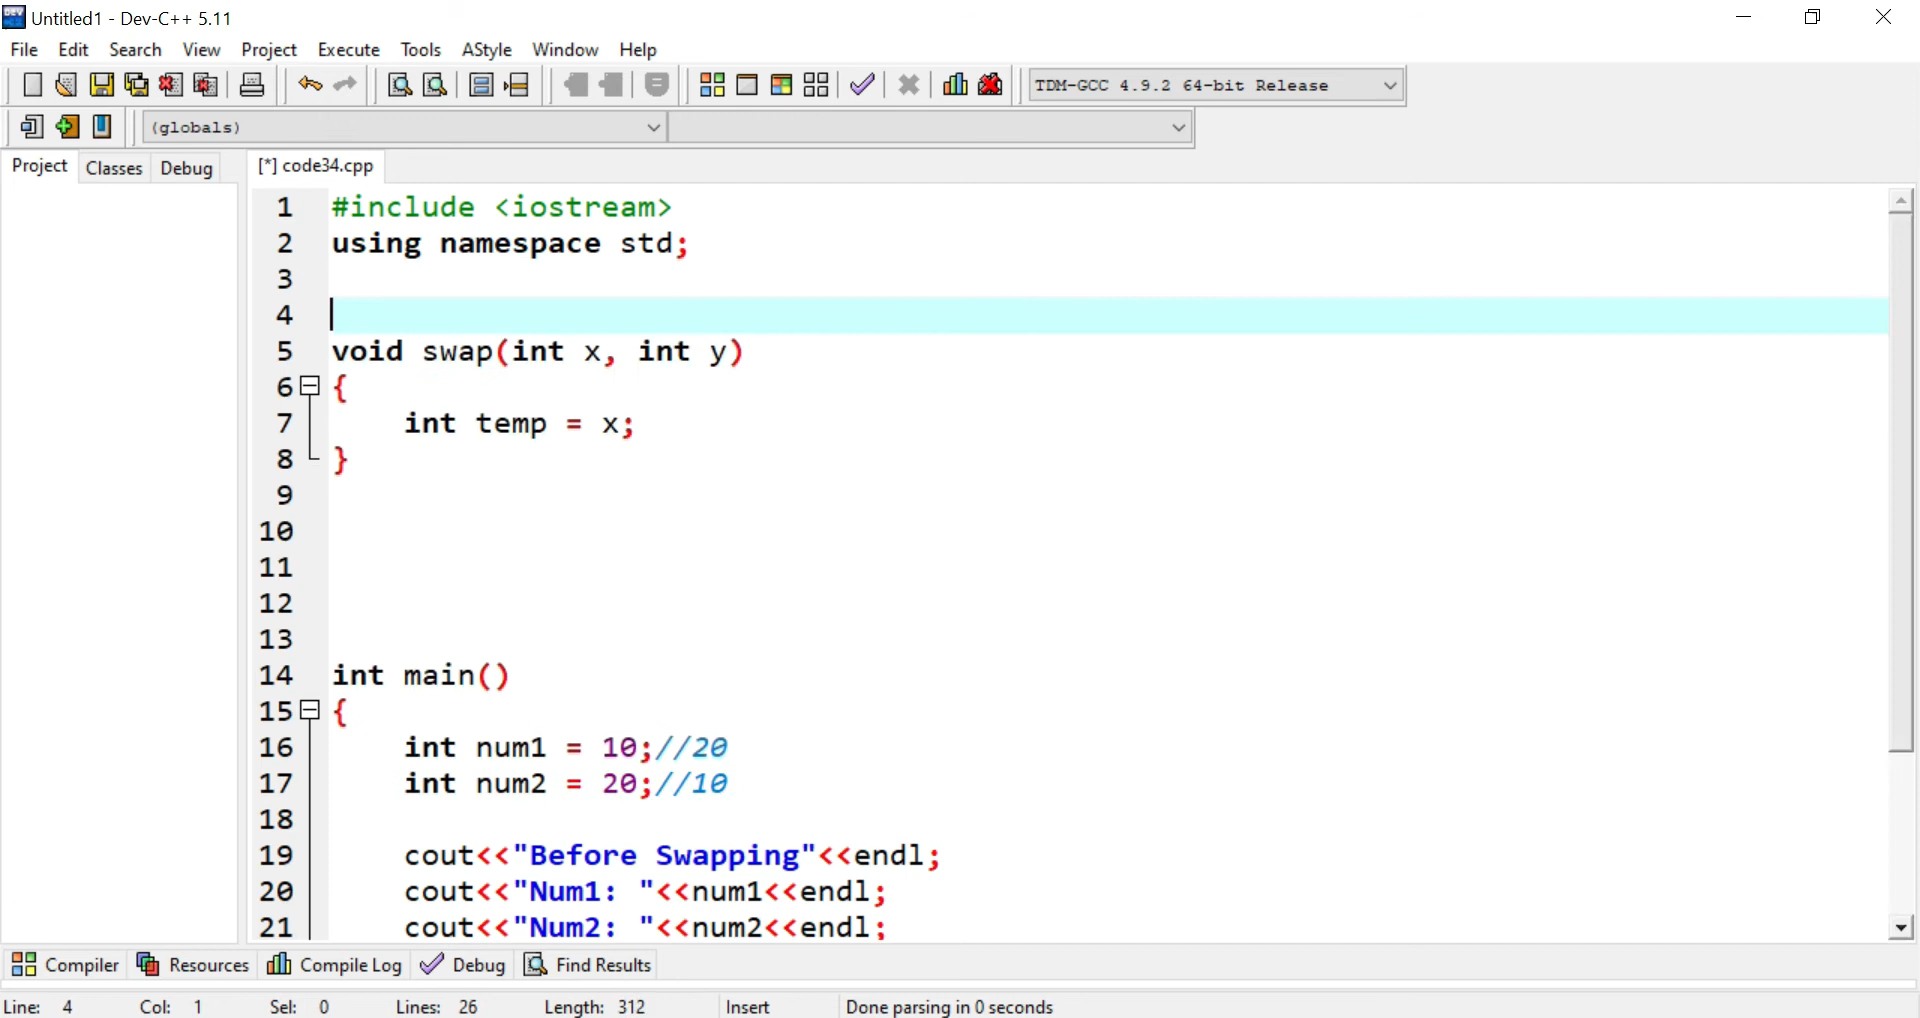 Untitled1 - Dev-C++ 5.11
File Edit Search View Project Execute Tools AStyle Window Help
TDM-GCC 4.9.2 64-bit Release
(globals)
Project Classes Debug [*] code34.cpp
1 #include <iostream>
2 using namespace std;
3
4
5 void swap(int x, int y)
6 {
7 int temp = x;
8 }
9
10
11
12
13
14 int main()
15 {
16 int num1 = 10;//20
17 int num2 = 20;//10
18
19 cout<<"Before Swapping"<<endl;
20 cout<<"Num1: "<<num1<<endl;
21 cout<<"Num2: "<<num2<<endl;
Compiler Resources Compile Log Debug Find Results
Line: 4 Col: 1 Sel: 0 Lines: 26 Length: 312 Insert Done parsing in 0 seconds